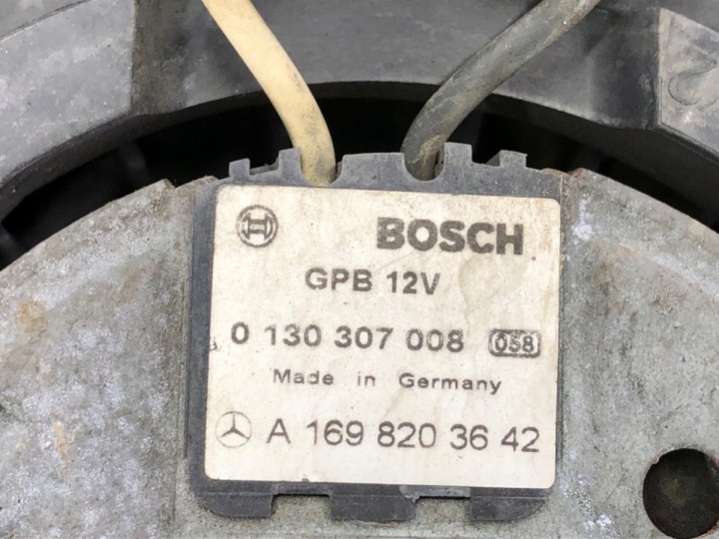 BOSCH
GPB 12V
0 130 307 008 058
Made in Germany
A 169 820 36 42